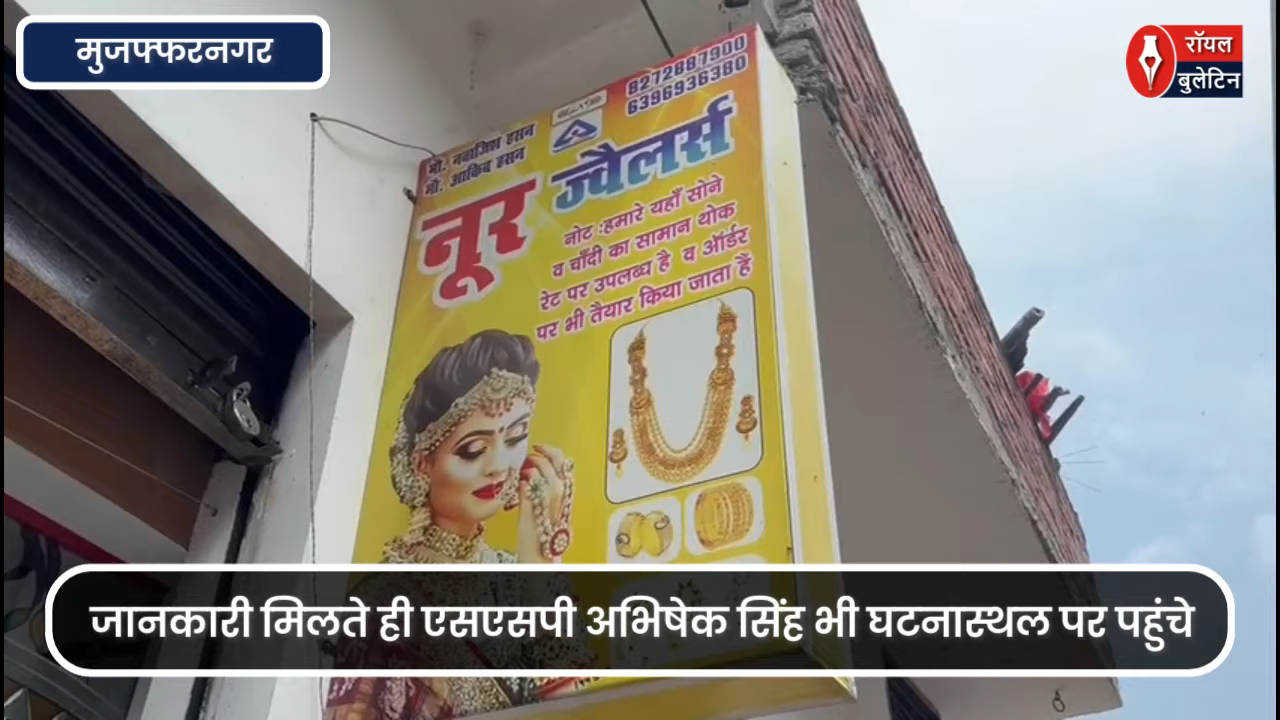 मुजफ्फरनगर
रॉयल
बुलेटिन
8272887900
6396936380
मौ. नवाजिश हसन
मौ. आकिब हसन
नूर ज्वैलर्स
नोट :हमारे यहाँ सोने
व चाँदी का सामान थोक
रेट पर उपलब्ध है व ऑर्डर
पर भी तैयार किया जाता हैं
जानकारी मिलते ही एसएसपी अभिषेक सिंह भी घटनास्थल पर पहुंचे